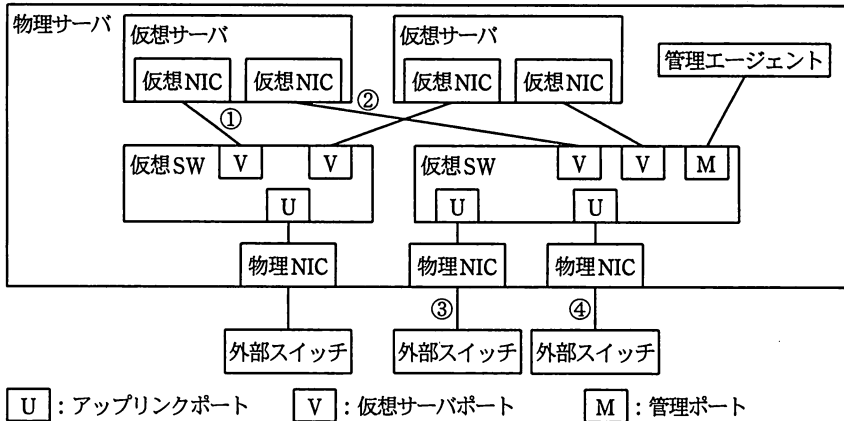 物理サーバ
仮想サーバ
仮想サーバ
管理エージェント
仮想NIC
仮想NIC
仮想NIC
仮想NIC
①
②
仮想SW
V
V
仮想SW
V
V
M
U
U
U
物理NIC
物理NIC
物理NIC
③
④
外部スイッチ
外部スイッチ
外部スイッチ
U：アップリンクポート V：仮想サーバポート M：管理ポート